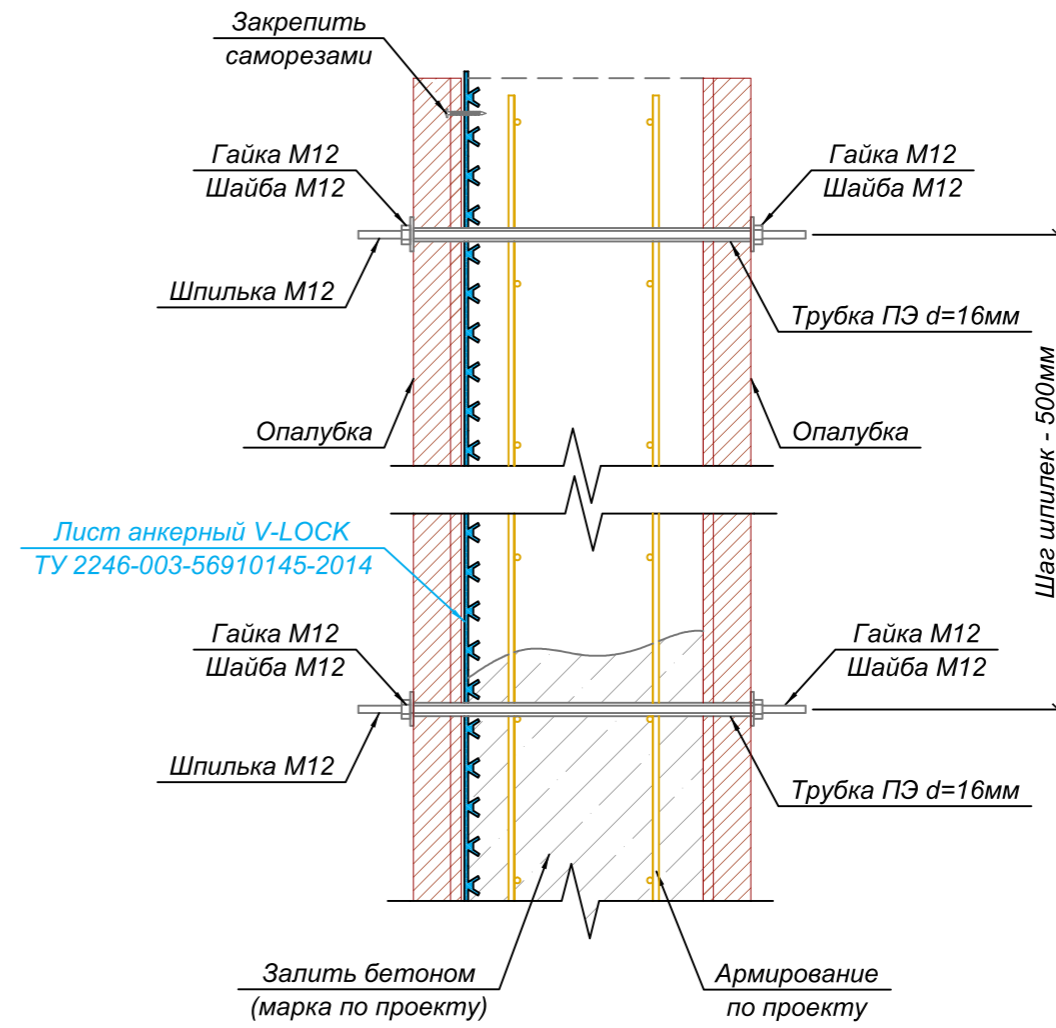 Закрепить
саморезами
Гайка М12
Шайба М12
Гайка М12
Шайба М12
Шпилька М12
Трубка ПЭ d=16мм
Опалубка
Опалубка
Шаг шпилек - 500мм
Лист анкерный V-LOCK
ТУ 2246-003-56910145-2014
Гайка М12
Шайба М12
Гайка М12
Шайба М12
Шпилька М12
Трубка ПЭ d=16мм
Залить бетоном
(марка по проекту)
Армирование
по проекту